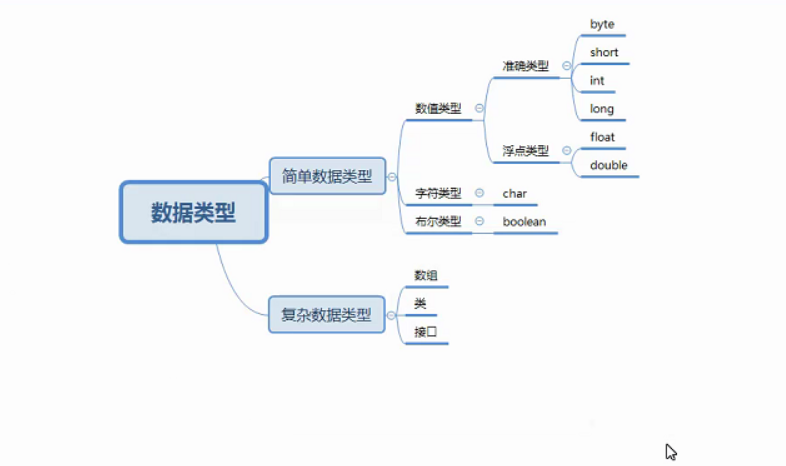 数据类型
简单数据类型
数值类型
准确类型
byte
short
int
long
浮点类型
float
double
字符类型
char
布尔类型
boolean
复杂数据类型
数组
类
接口